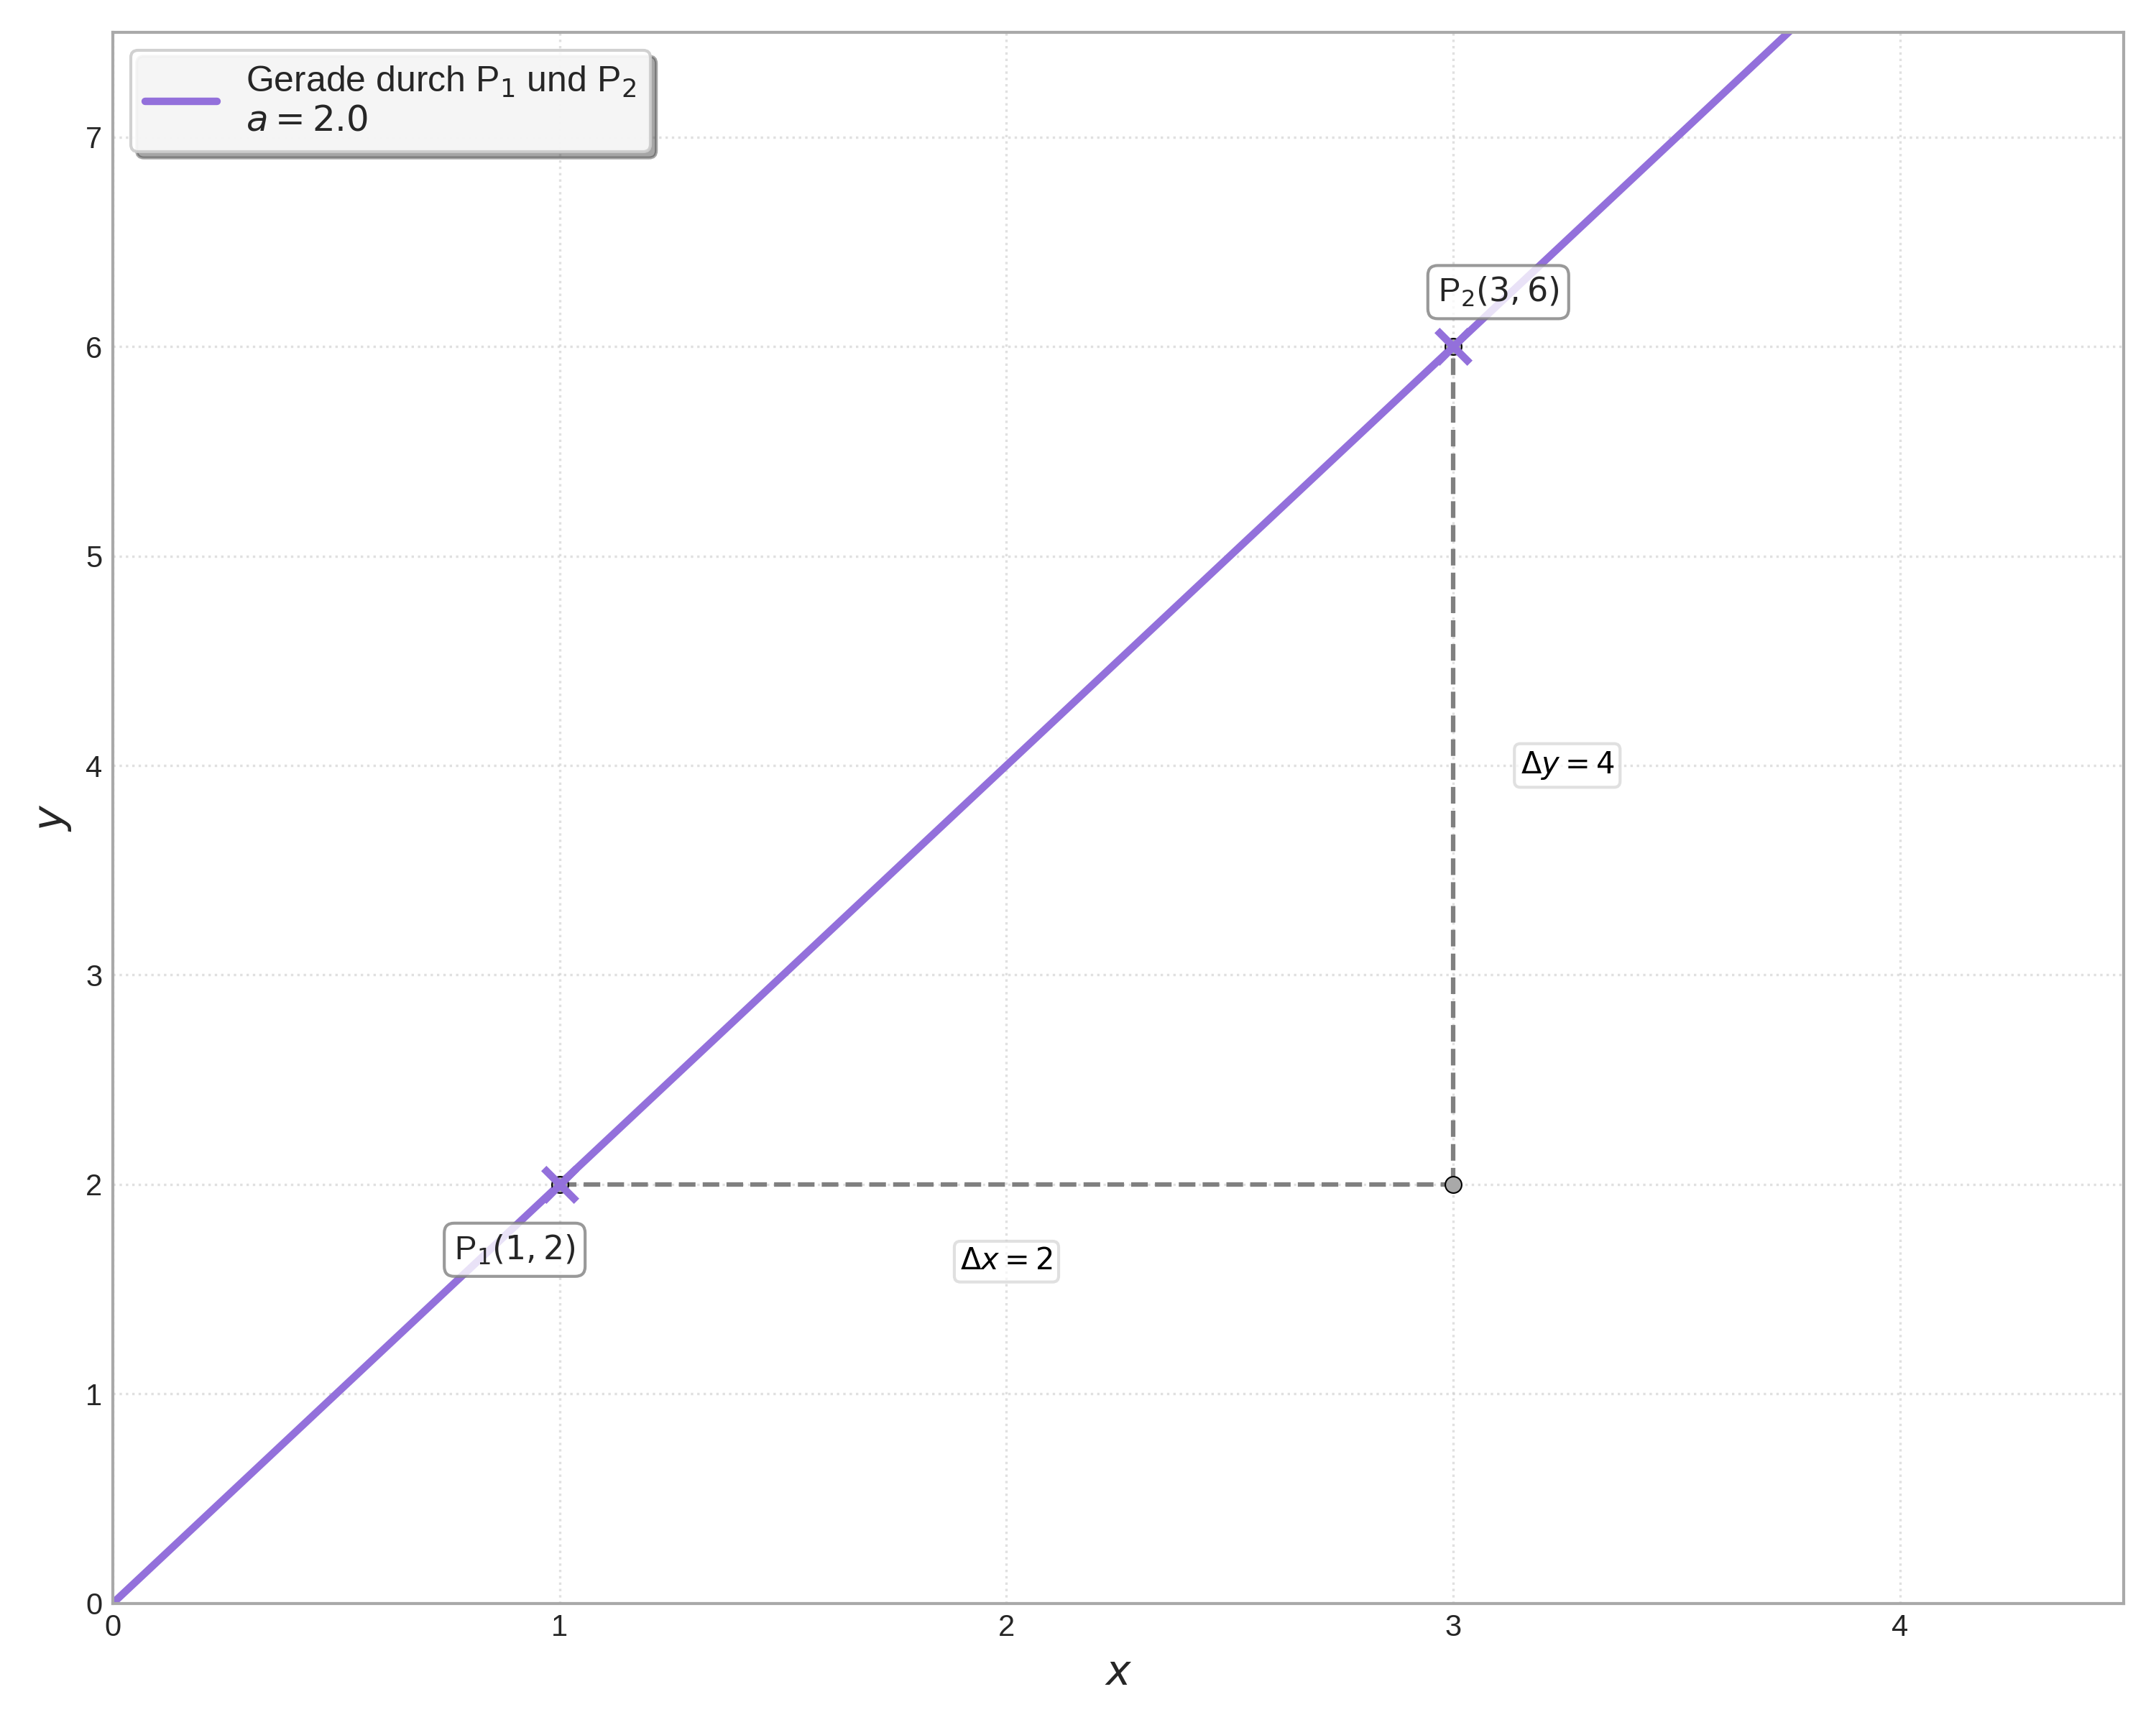 Gerade durch P₁ und P₂
a = 2.0
7
P₂(3, 6)
6
5
Δy = 4
4
y
3
2
P₁(1, 2)
Δx = 2
1
0
0 1 2 3 4
x